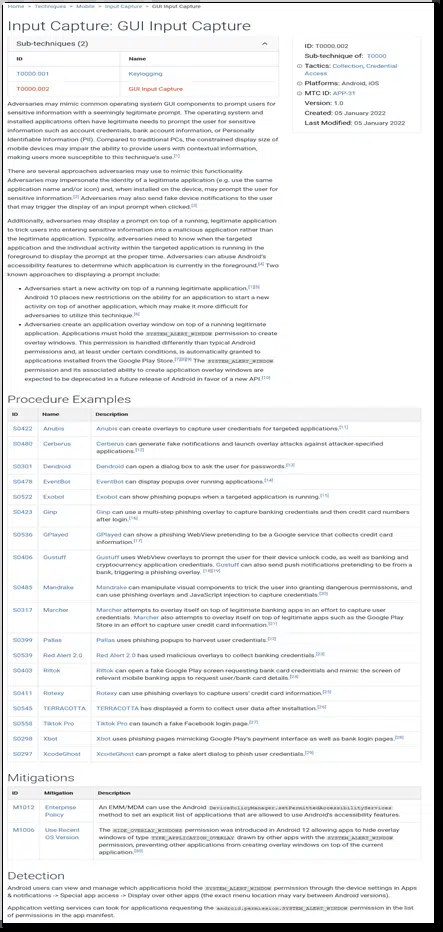 Home > Techniques > Mobile > Input Capture > GUI Input Capture
Input Capture: GUI Input Capture
Sub-techniques (2)
ID Name
T0000.001 Keylogging
T0000.002 GUI Input Capture
ID: T0000.002
Sub-technique of: T0000
Tactics: Collection, Credential
Access
Platforms: Android, iOS
MTC ID: APP-31
Version: 1.0
Created: 05 January 2022
Last Modified: 05 January 2022
Adversaries may mimic common operating system GUI components to prompt users for
sensitive information with a seemingly legitimate prompt. The operating system and
installed applications often have legitimate needs to prompt the user for sensitive
information such as account credentials, bank account information, or Personally
Identifiable Information (PII). Compared to traditional PCs, the constrained display size of
mobile devices may impair the ability to provide users with contextual information,
making users more susceptible to this technique's use.[1]
There are several approaches adversaries may use to mimic this functionality.
Adversaries may impersonate the identity of a legitimate application (e.g. use the same
application name and/or icon) and, when installed on the device, may prompt the user for
sensitive information.[2] Adversaries may also send fake device notifications to the user
that may trigger the display of an input prompt when clicked.[3]
Additionally, adversaries may display a prompt on top of a running, legitimate application
to trick users into entering sensitive information into a malicious application rather than
the legitimate application. Typically, adversaries need to know when the targeted
application and the individual activity within the targeted application is running in the
foreground to display the prompt at the proper time. Adversaries can abuse Android's
accessibility features to determine which application is currently in the foreground.[4] Two
known approaches to displaying a prompt include:
• Adversaries start a new activity on top of a running legitimate application.[1][5]
Android 10 places new restrictions on the ability for an application to start a new
activity on top of another application, which may make it more difficult for
adversaries to utilize this technique.[6]
• Adversaries create an application overlay window on top of a running legitimate
application. Applications must hold the SYSTEM_ALERT_WINDOW permission to create
overlay windows. This permission is handled differently than typical Android
permissions and, at least under certain conditions, is automatically granted to
applications installed from the Google Play Store.[7][8][9] The SYSTEM_ALERT_WINDOW
permission and its associated ability to create application overlay windows are
expected to be deprecated in a future release of Android in favor of a new API.[10]
Procedure Examples
ID Name Description
S0422 Anubis Anubis can create overlays to capture user credentials for targeted applications.[11]
S0480 Cerberus Cerberus can generate fake notifications and launch overlay attacks against attacker-specified
applications.[12]
S0301 Dendroid Dendroid can open a dialog box to ask the user for passwords.[13]
S0478 EventBot EventBot can display popups over running applications.[14]
S0522 Exobot Exobot can show phishing popups when a targeted application is running.[15]
S0423 Ginp Ginp can use a multi-step phishing overlay to capture banking credentials and then credit card numbers
after login.[16]
S0536 GPlayed GPlayed can show a phishing WebView pretending to be a Google service that collects credit card
information.[17]
S0406 Gustuff Gustuff uses WebView overlays to prompt the user for their device unlock code, as well as banking and
cryptocurrency application credentials. Gustuff can also send push notifications pretending to be from a
bank, triggering a phishing overlay. [18][19]
S0485 Mandrake Mandrake can manipulate visual components to trick the user into granting dangerous permissions, and
can use phishing overlays and JavaScript injection to capture credentials.[20]
S0317 Marcher Marcher attempts to overlay itself on top of legitimate banking apps in an effort to capture user
credentials. Marcher also attempts to overlay itself on top of legitimate apps such as the Google Play
Store in an effort to capture user credit card information.[21]
S0399 Pallas Pallas uses phishing popups to harvest user credentials.[22]
S0539 Red Alert 2.0 Red Alert 2.0 has used malicious overlays to collect banking credentials.[23]
S0403 Riltok Riltok can open a fake Google Play screen requesting bank card credentials and mimic the screen of
relevant mobile banking apps to request user/bank card details.[24]
S0411 Rotexy Rotexy can use phishing overlays to capture users' credit card information.[25]
S0545 TERRACOTTA TERRACOTTA has displayed a form to collect user data after installation.[26]
S0558 Tiktok Pro Tiktok Pro can launch a fake Facebook login page.[27]
S0298 Xbot Xbot uses phishing pages mimicking Google Play's payment interface as well as bank login pages.[28]
S0297 XcodeGhost XcodeGhost can prompt a fake alert dialog to phish user credentials.[29]
Mitigations
ID Mitigation Description
M1012 Enterprise Policy An EMM/MDM can use the Android DevicePolicyManager.setPermittedAccessibilityServices
method to set an explicit list of applications that are allowed to use Android's accessibility features.
M1006 Use Recent OS Version The HIDE_OVERLAY_WINDOWS permission was introduced in Android 12 allowing apps to hide overlay
windows of type TYPE_APPLICATION_OVERLAY drawn by other apps with the SYSTEM_ALERT_WINDOW
permission, preventing other applications from creating overlay windows on top of the current
application.[30]
Detection
Android users can view and manage which applications hold the SYSTEM_ALERT_WINDOW permission through the device settings in Apps
& notifications -> Special app access -> Display over other apps (the exact menu location may vary between Android versions).
Application vetting services can look for applications requesting the android.permission.SYSTEM_ALERT_WINDOW permission in the list
of permissions in the app manifest.